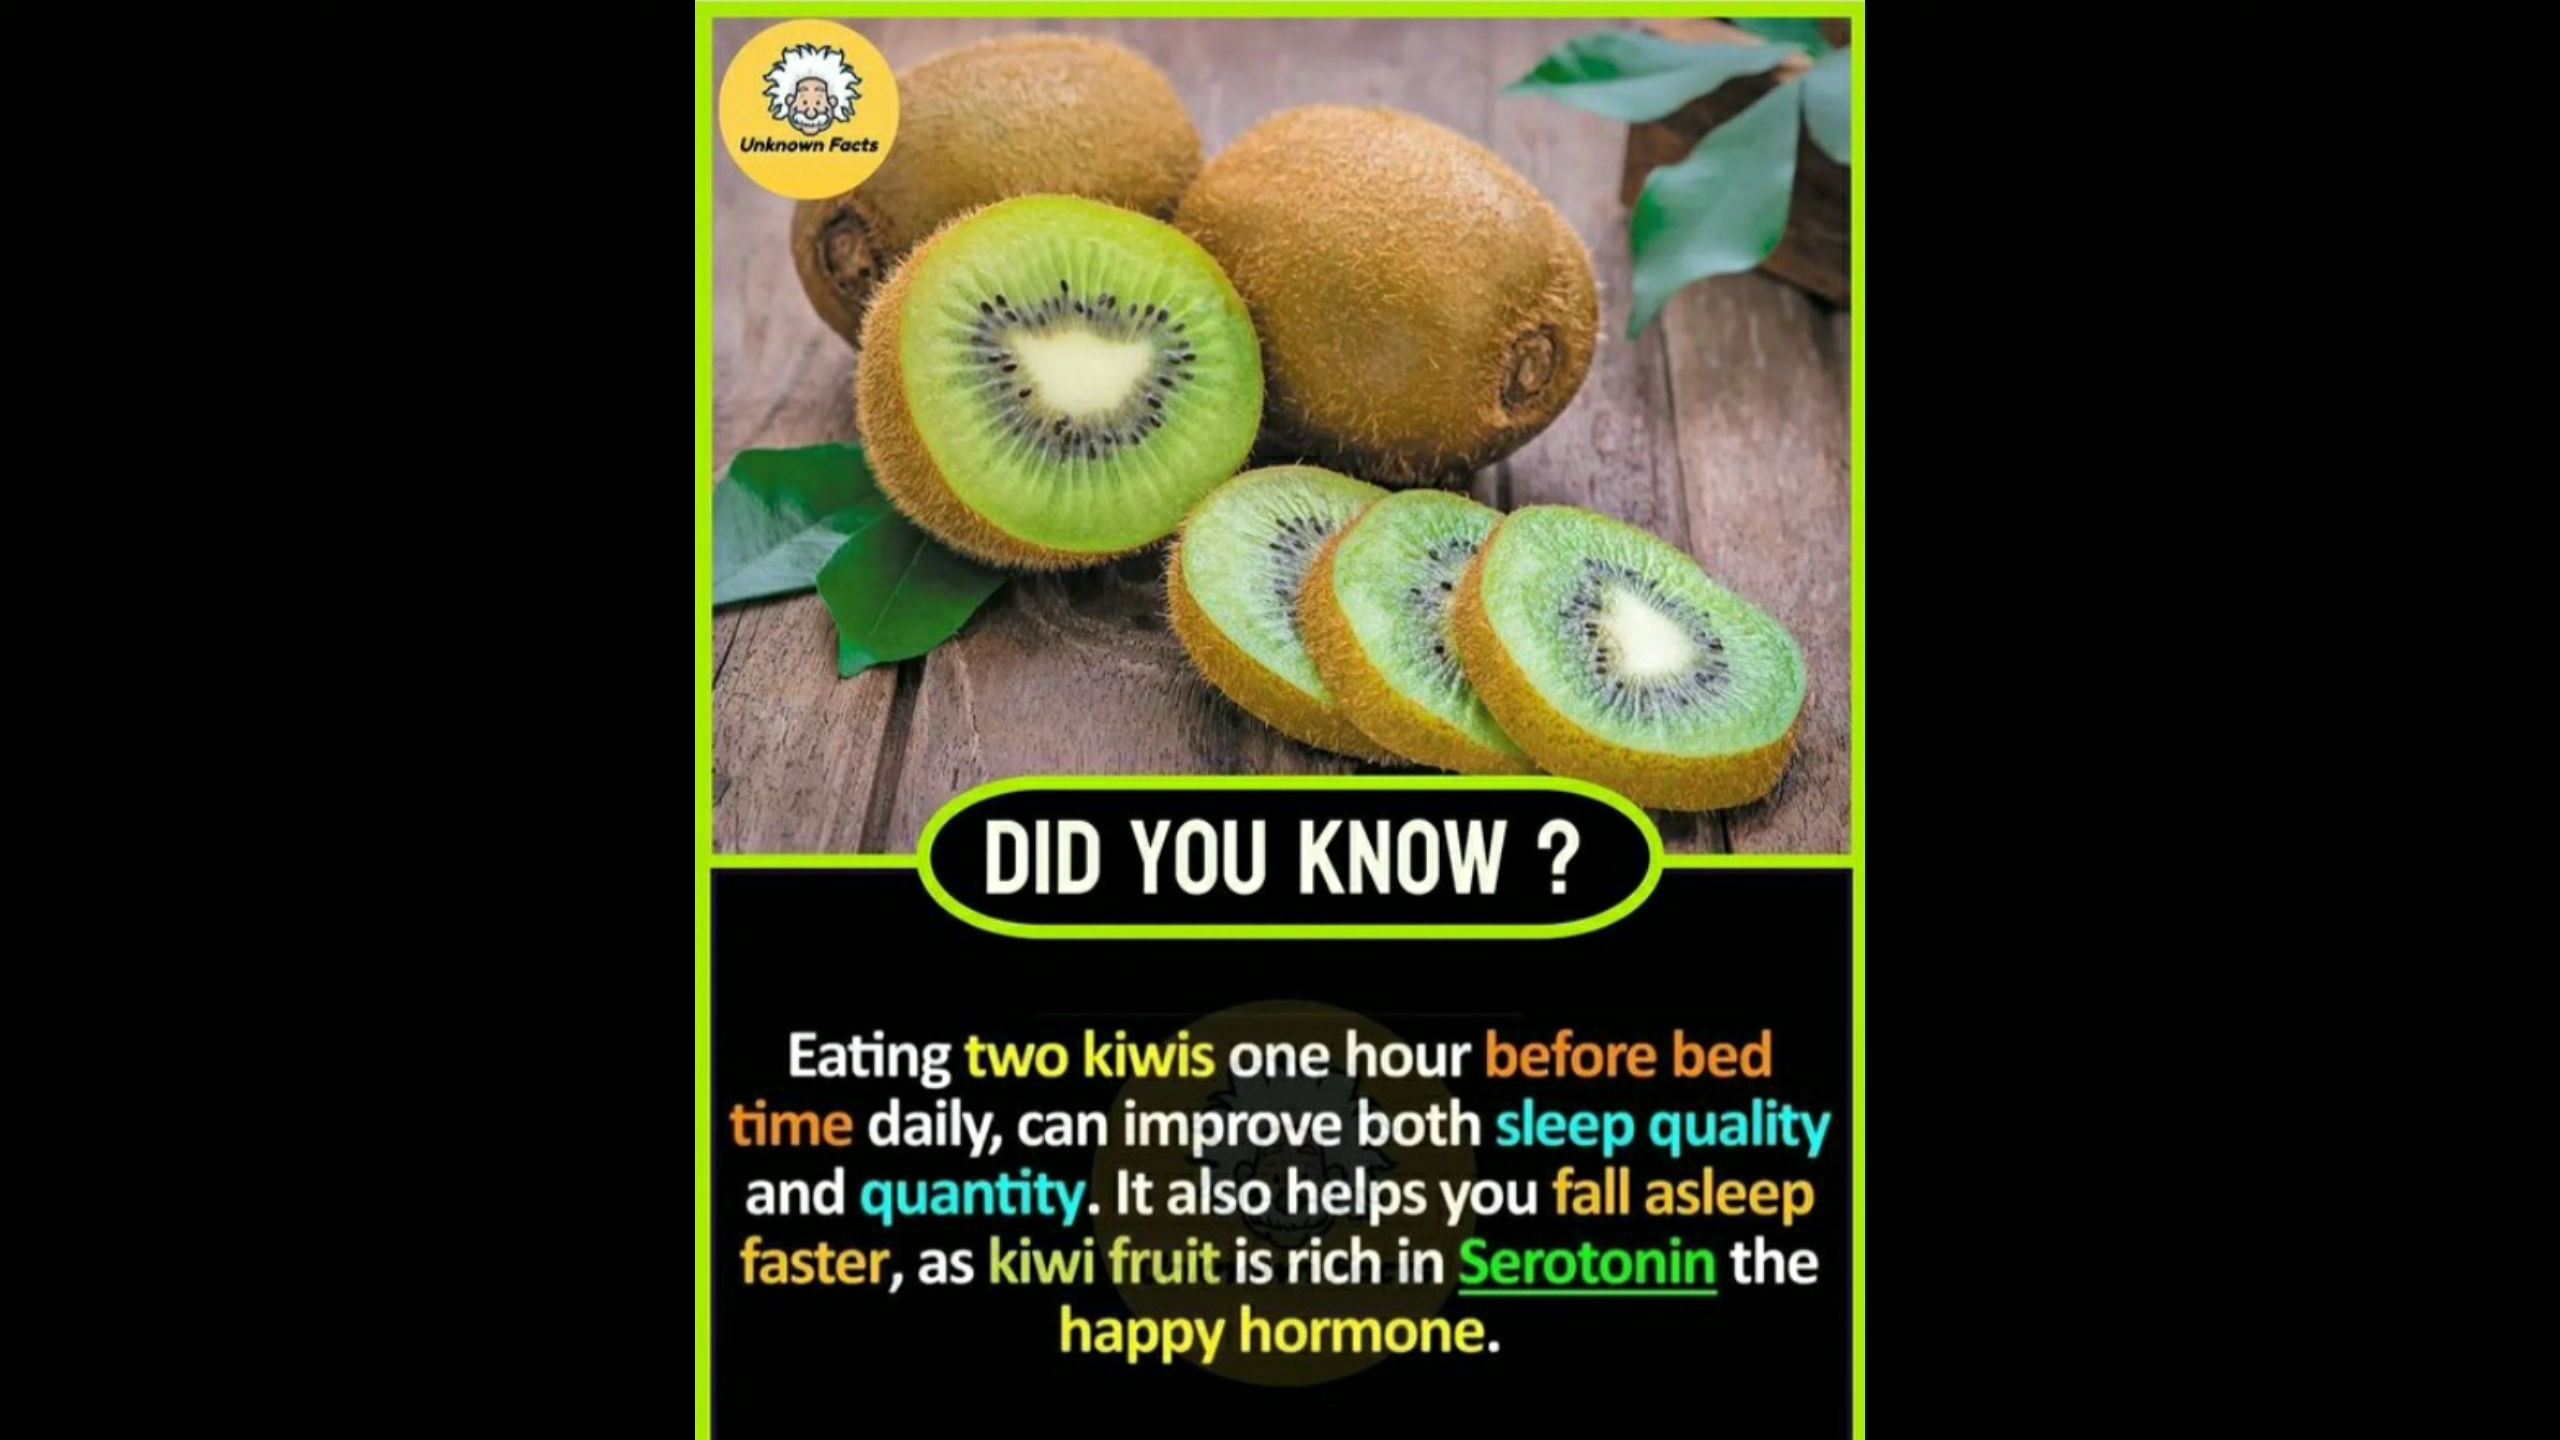 Unknown Facts
DID YOU KNOW ?
Eating two kiwis one hour before bed
time daily, can improve both sleep quality
and quantity. It also helps you fall asleep
faster, as kiwi fruit is rich in Serotonin the
happy hormone.